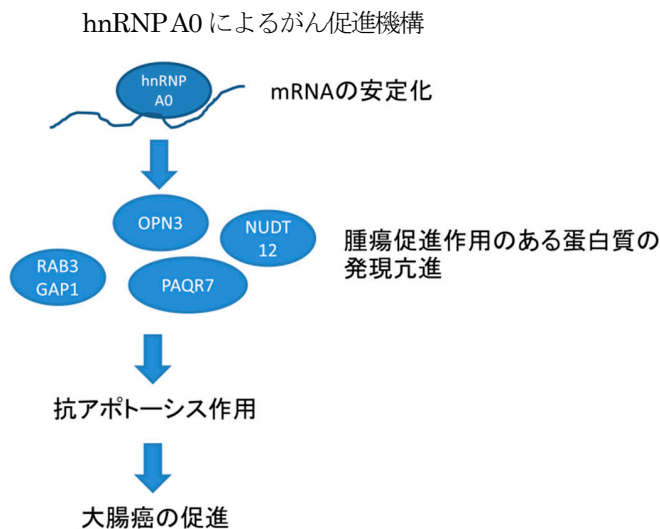 hnRNP A0 によるがん促進機構
hnRNP
A0
mRNAの安定化
OPN3
NUDT
12
腫瘍促進作用のある蛋白質の
発現亢進
RAB3
GAP1
PAQR7
抗アポトーシス作用
大腸癌の促進